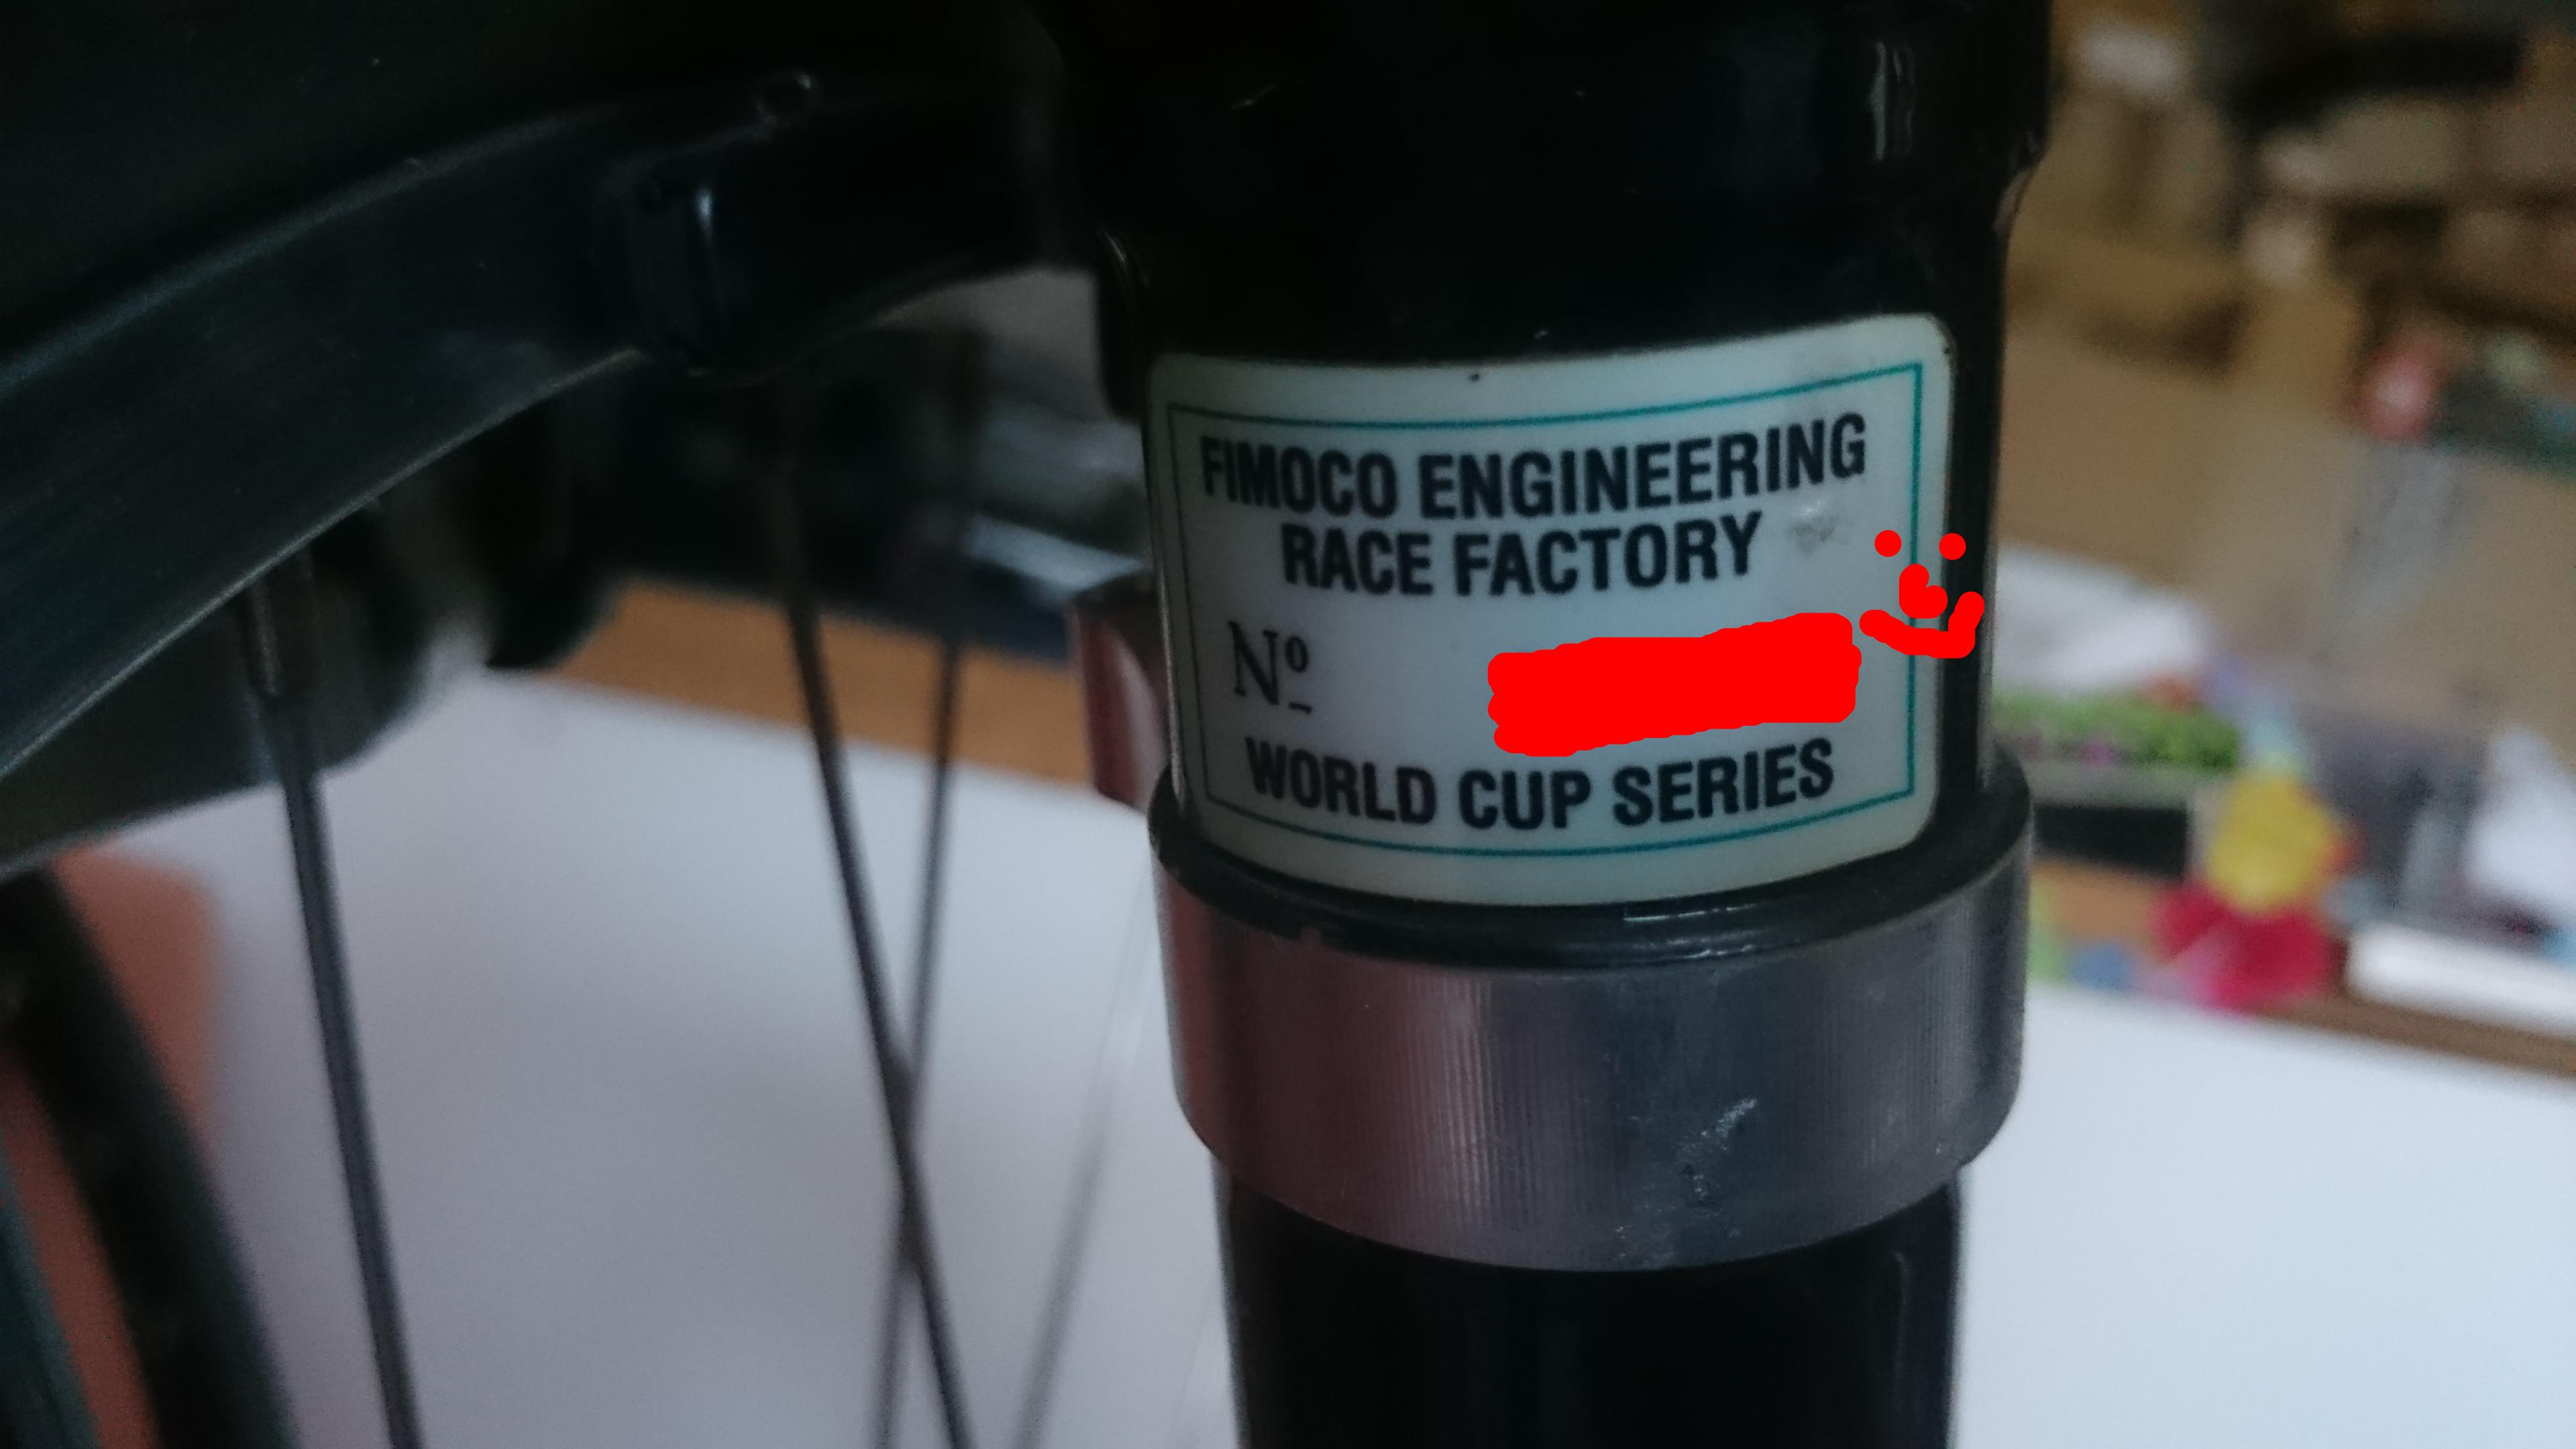 FIMOCO ENGINEERING
RACE FACTORY
Nº
WORLD CUP SERIES